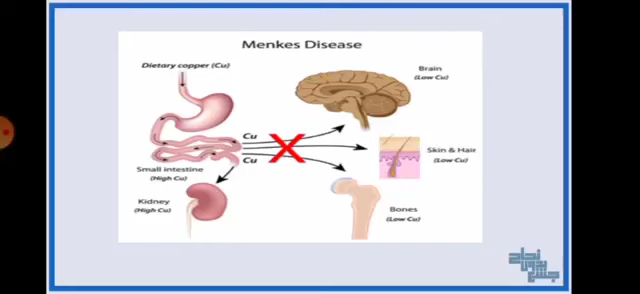 Menkes Disease
Dietary copper (Cu)
Brain
(Low Cu)
Cu
Skin & Hair
(Low Cu)
Cu
Small intestine
(High Cu)
Kidney
(High Cu)
Bones
(Low Cu)